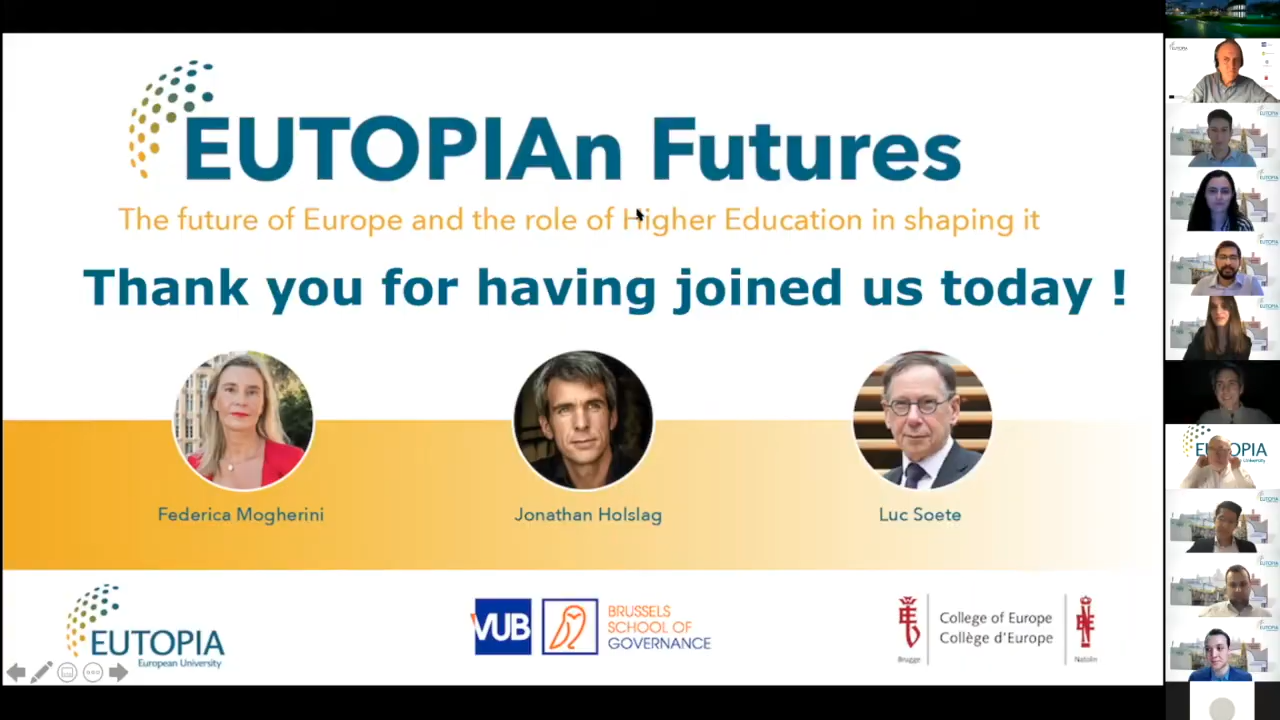 EUTOPIAn Futures
The future of Europe and the role of Higher Education in shaping it
Thank you for having joined us today !
Federica Mogherini
Jonathan Holslag
Luc Soete
EUTOPIA
European University
VUB
BRUSSELS
SCHOOL OF
GOVERNANCE
College of Europe
Collège d'Europe
Brugge
Natolin